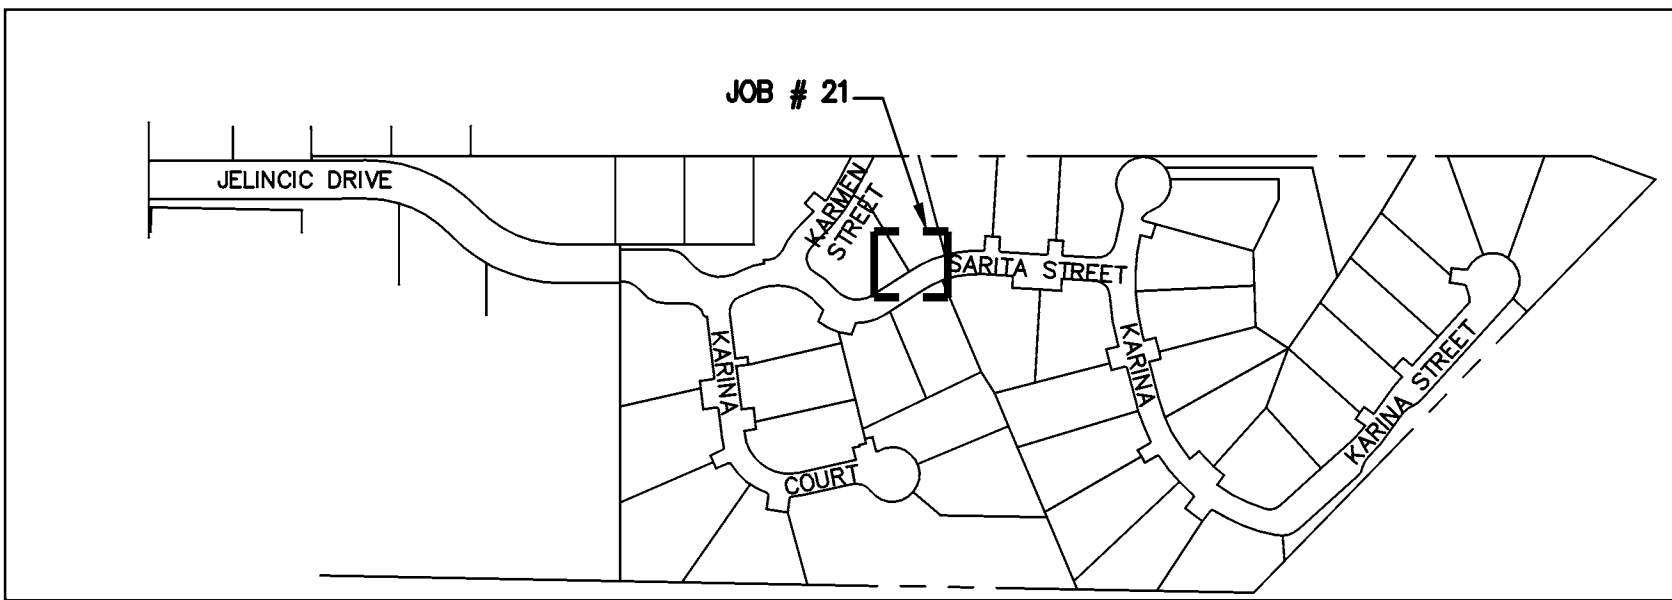 JOB # 21
JELINCIC DRIVE
KARMEN
STREET
SARITA STREET
KARINA
COURT
KARINA
KARINA STREET